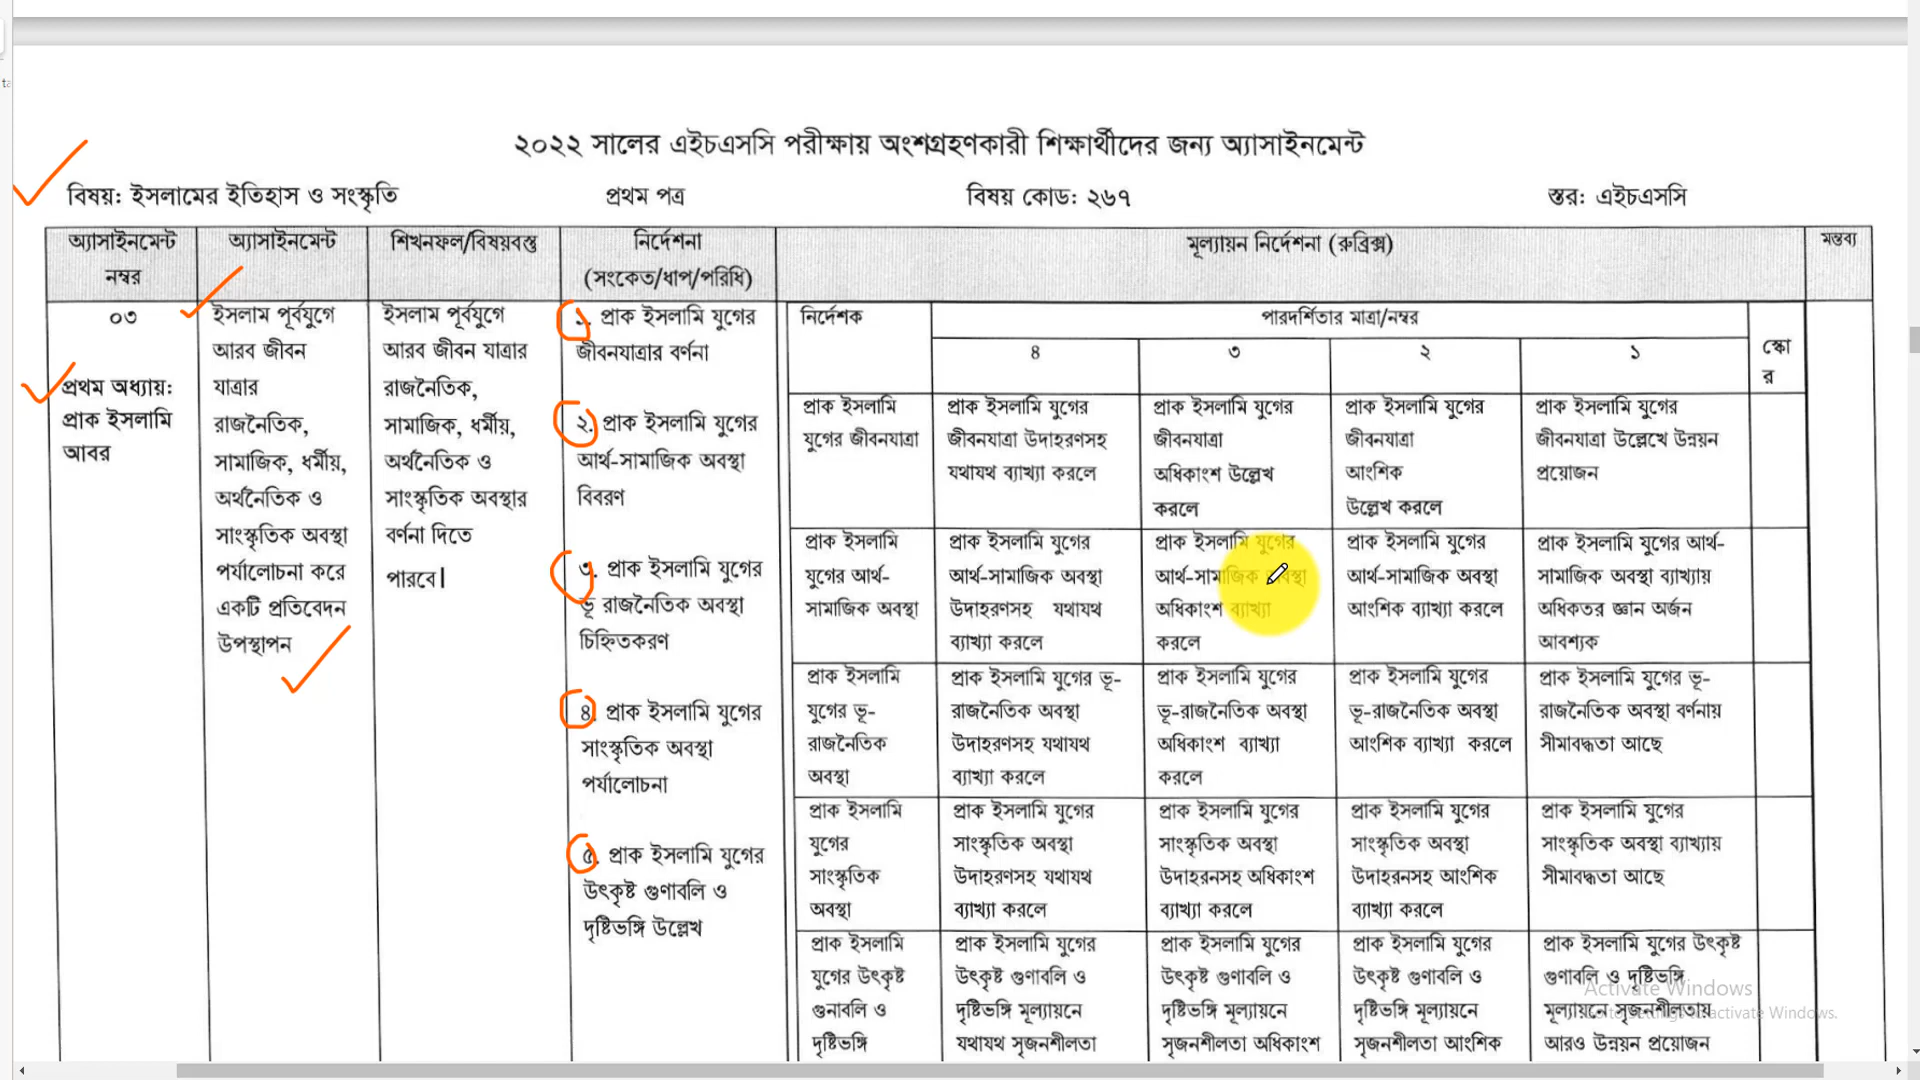 ২০২২ সালের এইচএসসি পরীক্ষায় অংশগ্রহণকারী শিক্ষার্থীদের জন্য অ্যাসাইনমেন্ট
বিষয়: ইসলামের ইতিহাস ও সংস্কৃতি প্রথম পত্র বিষয় কোড: ২৬৭ স্তর: এইচএসসি
অ্যাসাইনমেন্ট
নম্বর
অ্যাসাইনমেন্ট
শিখনফল/বিষয়বস্তু
নির্দেশনা
(সংকেত/ধাপ/পরিধি)
মূল্যায়ন নির্দেশনা (রুব্রিক্স)
মন্তব্য
০৩
প্রথম অধ্যায়:
প্রাক ইসলামি
আবর
ইসলাম পূর্বযুগে
আরব জীবন
যাত্রার
রাজনৈতিক,
সামাজিক, ধর্মীয়,
অর্থনৈতিক ও
সাংস্কৃতিক অবস্থা
পর্যালোচনা করে
একটি প্রতিবেদন
উপস্থাপন
ইসলাম পূর্বযুগে
আরব জীবন যাত্রার
রাজনৈতিক,
সামাজিক, ধর্মীয়,
অর্থনৈতিক ও
সাংস্কৃতিক অবস্থার
বর্ণনা দিতে
পারবে।
১. প্রাক ইসলামি যুগের
জীবনযাত্রার বর্ণনা
২. প্রাক ইসলামি যুগের
আর্থ-সামাজিক অবস্থা
বিবরণ
৩. প্রাক ইসলামি যুগের
ভূ রাজনৈতিক অবস্থা
চিহ্নিতকরণ
৪. প্রাক ইসলামি যুগের
সাংস্কৃতিক অবস্থা
পর্যালোচনা
৫. প্রাক ইসলামি যুগের
উৎকৃষ্ট গুণাবলি ও
দৃষ্টিভঙ্গি উল্লেখ
নির্দেশক
পারদর্শিতার মাত্রা/নম্বর
স্কো
র
৪ ৩ ২ ১
প্রাক ইসলামি
যুগের জীবনযাত্রা
প্রাক ইসলামি যুগের
জীবনযাত্রা উদাহরণসহ
যথাযথ ব্যাখ্যা করলে
প্রাক ইসলামি যুগের
জীবনযাত্রা
অধিকাংশ উল্লেখ
করলে
প্রাক ইসলামি যুগের
জীবনযাত্রা
আংশিক
উল্লেখ করলে
প্রাক ইসলামি যুগের
জীবনযাত্রা উল্লেখে উন্নয়ন
প্রয়োজন
প্রাক ইসলামি
যুগের আর্থ-
সামাজিক অবস্থা
প্রাক ইসলামি যুগের
আর্থ-সামাজিক অবস্থা
উদাহরণসহ যথাযথ
ব্যাখ্যা করলে
প্রাক ইসলামি যুগের
আর্থ-সামাজিক অবস্থা
অধিকাংশ ব্যাখ্যা
করলে
প্রাক ইসলামি যুগের
আর্থ-সামাজিক অবস্থা
আংশিক ব্যাখ্যা করলে
প্রাক ইসলামি যুগের আর্থ-
সামাজিক অবস্থা ব্যাখ্যায়
অধিকতর জ্ঞান অর্জন
আবশ্যক
প্রাক ইসলামি
যুগের ভূ-
রাজনৈতিক
অবস্থা
প্রাক ইসলামি যুগের ভূ-
রাজনৈতিক অবস্থা
উদাহরণসহ যথাযথ
ব্যাখ্যা করলে
প্রাক ইসলামি যুগের
ভূ-রাজনৈতিক অবস্থা
অধিকাংশ ব্যাখ্যা
করলে
প্রাক ইসলামি যুগের
ভূ-রাজনৈতিক অবস্থা
আংশিক ব্যাখ্যা করলে
প্রাক ইসলামি যুগের ভূ-
রাজনৈতিক অবস্থা বর্ণনায়
সীমাবদ্ধতা আছে
প্রাক ইসলামি
যুগের
সাংস্কৃতিক
অবস্থা
প্রাক ইসলামি যুগের
সাংস্কৃতিক অবস্থা
উদাহরণসহ যথাযথ
ব্যাখ্যা করলে
প্রাক ইসলামি যুগের
সাংস্কৃতিক অবস্থা
উদাহরনসহ অধিকাংশ
ব্যাখ্যা করলে
প্রাক ইসলামি যুগের
সাংস্কৃতিক অবস্থা
উদাহরনসহ আংশিক
ব্যাখ্যা করলে
প্রাক ইসলামি যুগের
সাংস্কৃতিক অবস্থা ব্যাখ্যায়
সীমাবদ্ধতা আছে
প্রাক ইসলামি
যুগের উৎকৃষ্ট
গুনাবলি ও
দৃষ্টিভঙ্গি
প্রাক ইসলামি যুগের
উৎকৃষ্ট গুণাবলি ও
দৃষ্টিভঙ্গি মূল্যায়নে
যথাযথ সৃজনশীলতা
প্রাক ইসলামি যুগের
উৎকৃষ্ট গুণাবলি ও
দৃষ্টিভঙ্গি মূল্যায়নে
সৃজনশীলতা অধিকাংশ
প্রাক ইসলামি যুগের
উৎকৃষ্ট গুণাবলি ও
দৃষ্টিভঙ্গি মূল্যায়নে
সৃজনশীলতা আংশিক
প্রাক ইসলামি যুগের উৎকৃষ্ট
গুণাবলি ও দৃষ্টিভঙ্গি
মূল্যায়নে সৃজনশীলতায়
আরও উন্নয়ন প্রয়োজন
Activate Windows
activate Windows.